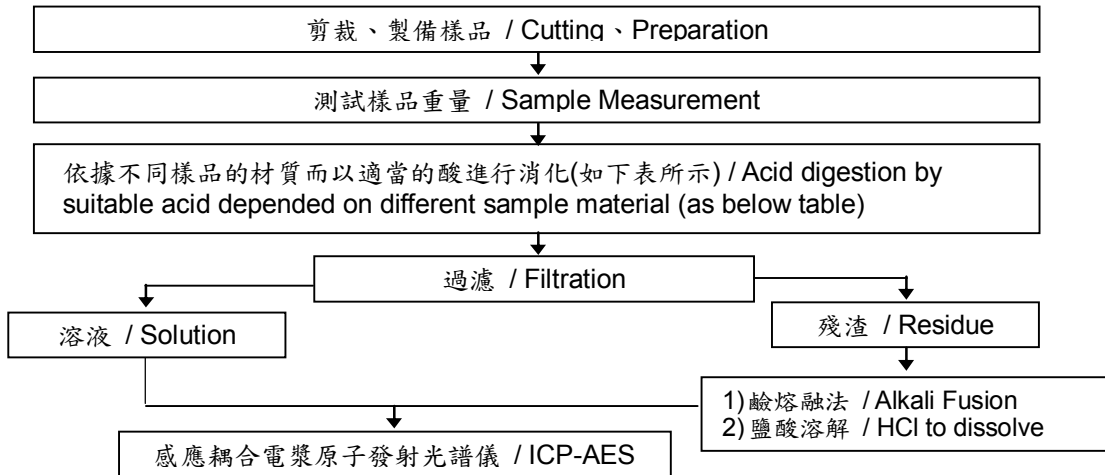 剪裁、製備樣品 / Cutting、Preparation
測試樣品重量 / Sample Measurement
依據不同樣品的材質而以適當的酸進行消化(如下表所示) / Acid digestion by
suitable acid depended on different sample material (as below table)
過濾 / Filtration
溶液 / Solution
殘渣 / Residue
1) 鹼熔融法 / Alkali Fusion
2) 鹽酸溶解 / HCl to dissolve
感應耦合電漿原子發射光譜儀 / ICP-AES